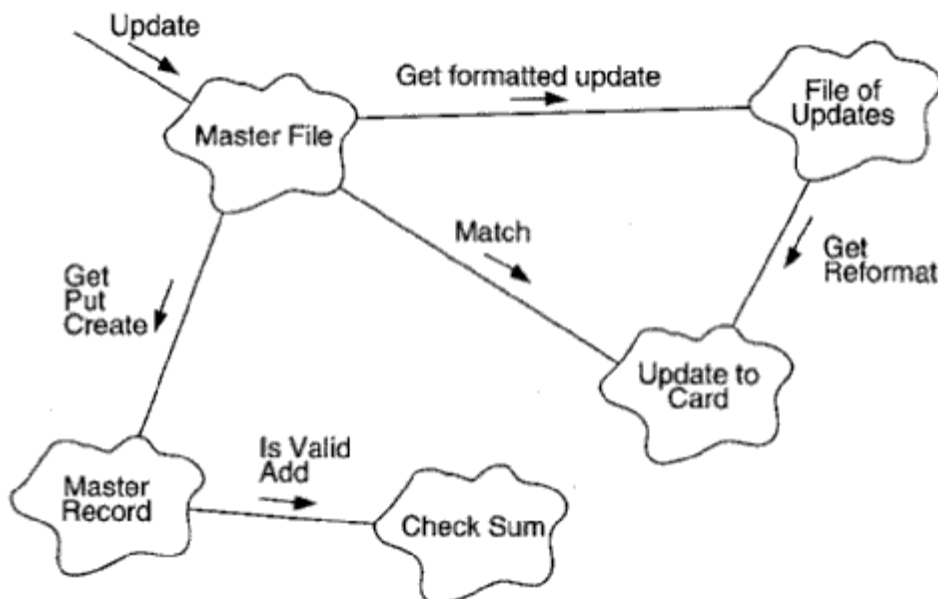 Update
Get formatted update
File of
Updates
Master File
Match
Get
Reformat
Get
Put
Create
Update to
Card
Is Valid
Add
Master
Record
Check Sum